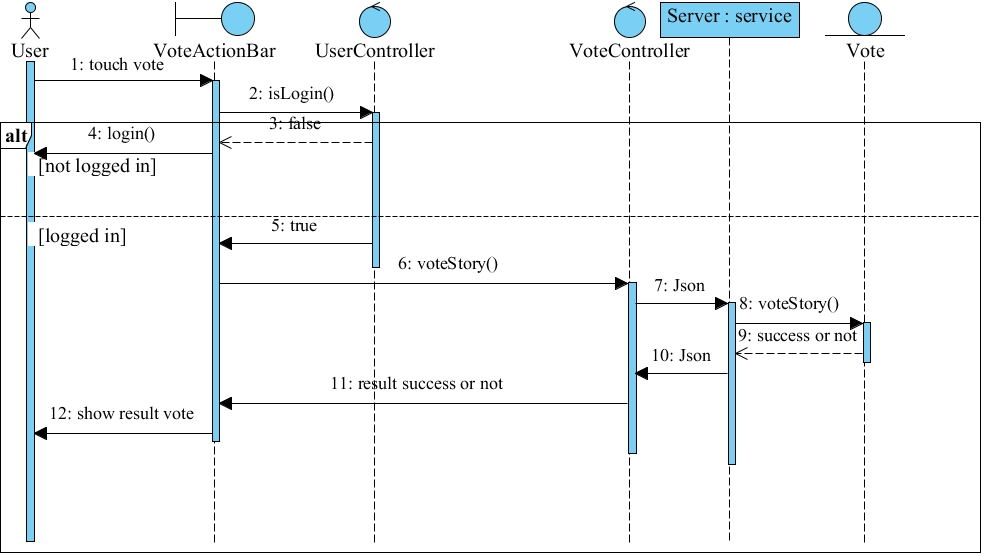 Server : service
User
VoteActionBar
UserController
VoteController
Vote
1: touch vote
2: isLogin()
3: false
alt
4: login()
[not logged in]
5: true
[logged in]
6: voteStory()
7: Json
8: voteStory()
9: success or not
10: Json
11: result success or not
12: show result vote